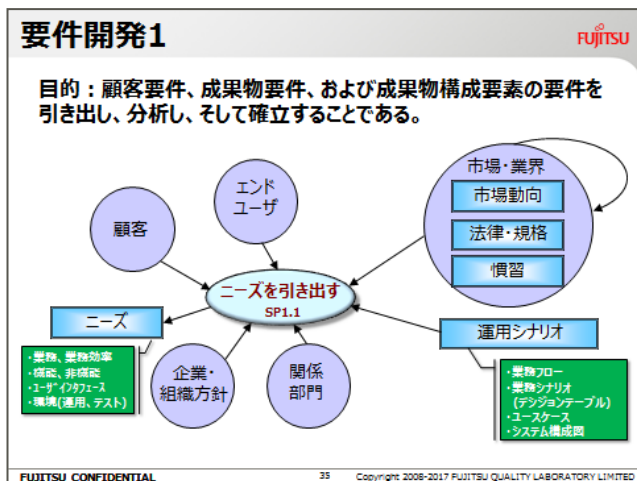 要件開発1
FUJITSU
目的：顧客要件、成果物要件、および成果物構成要素の要件を
引き出し、分析し、そして確立することである。
市場・業界
市場動向
法律・規格
慣習
エンド
ユーザ
顧客
ニーズを引き出す
SP1.1
ニーズ
・業務、業務効率
・機能、非機能
・ユーザインタフェース
・環境(運用、テスト)
企業・
組織方針
関係
部門
運用シナリオ
・業務フロー
・業務シナリオ
(デシジョンテーブル)
・ユースケース
・システム構成図
FUJITSU CONFIDENTIAL
35
Copyright 2008-2017 FUJITSU QUALITY LABORATORY LIMITED